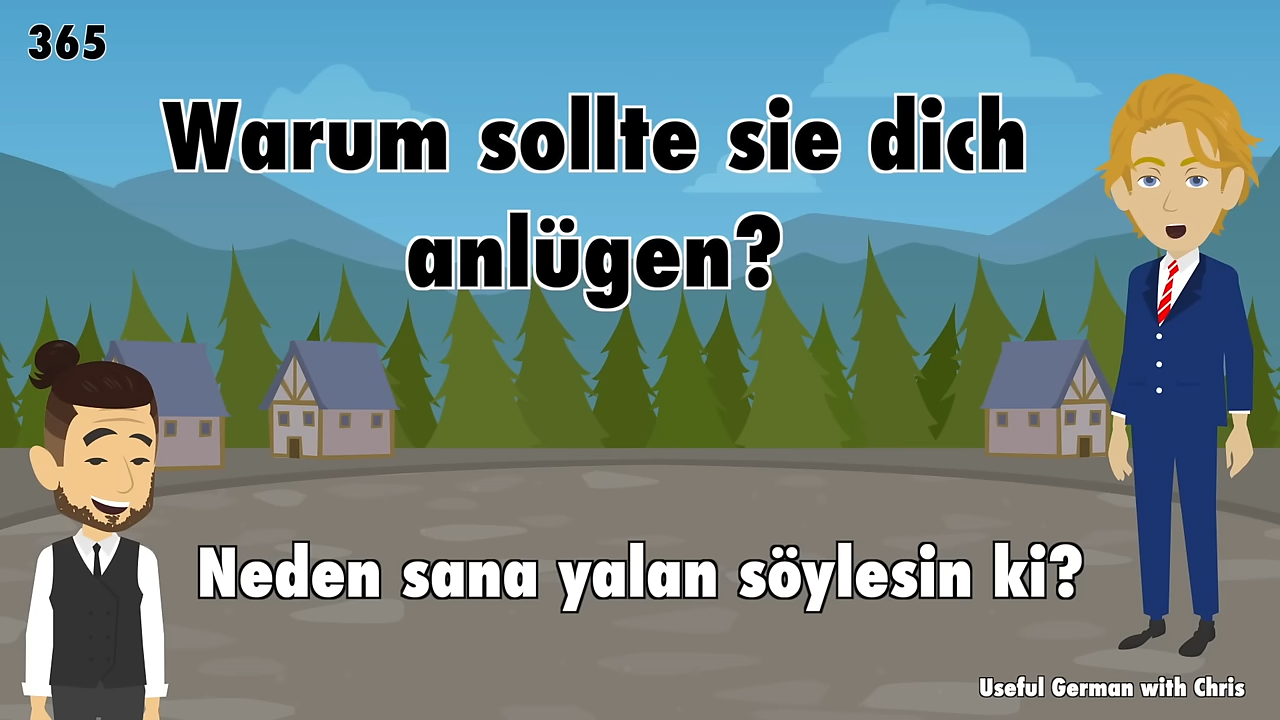 365
Warum sollte sie dich
anlügen?
Neden sana yalan söylesin ki?
Useful German with Chris